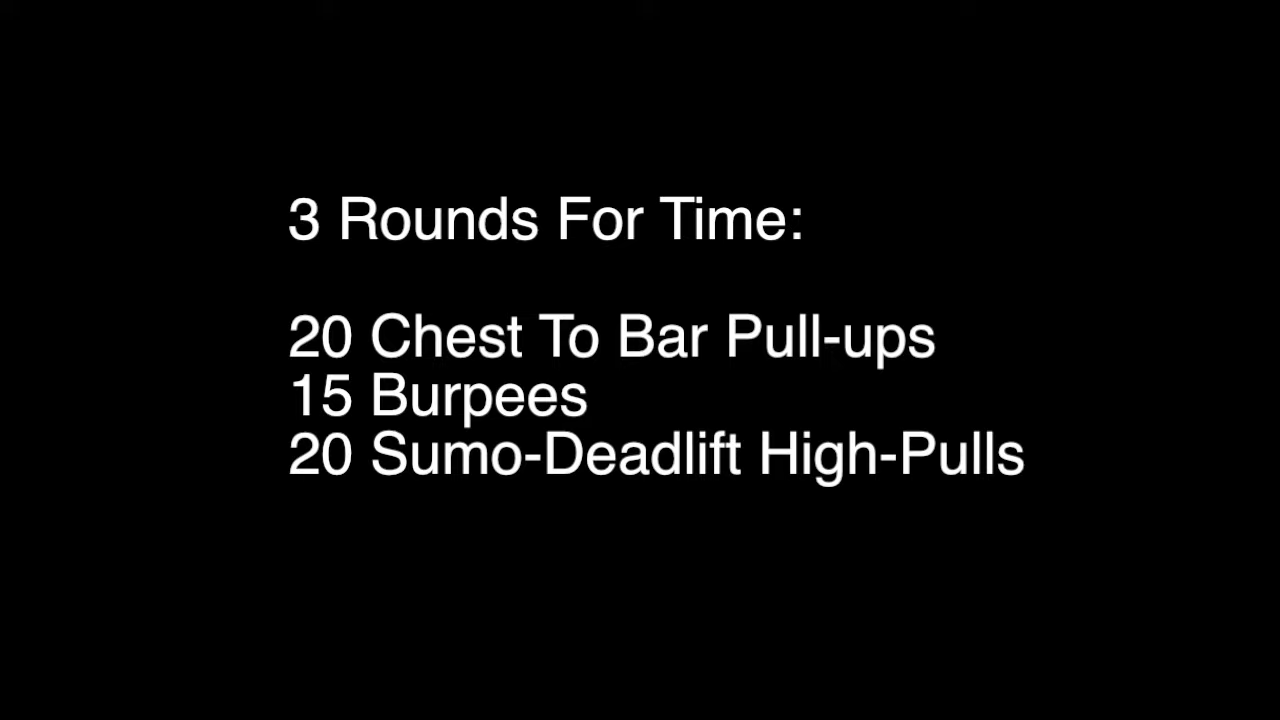 3 Rounds For Time:
20 Chest To Bar Pull-ups
15 Burpees
20 Sumo-Deadlift High-Pulls